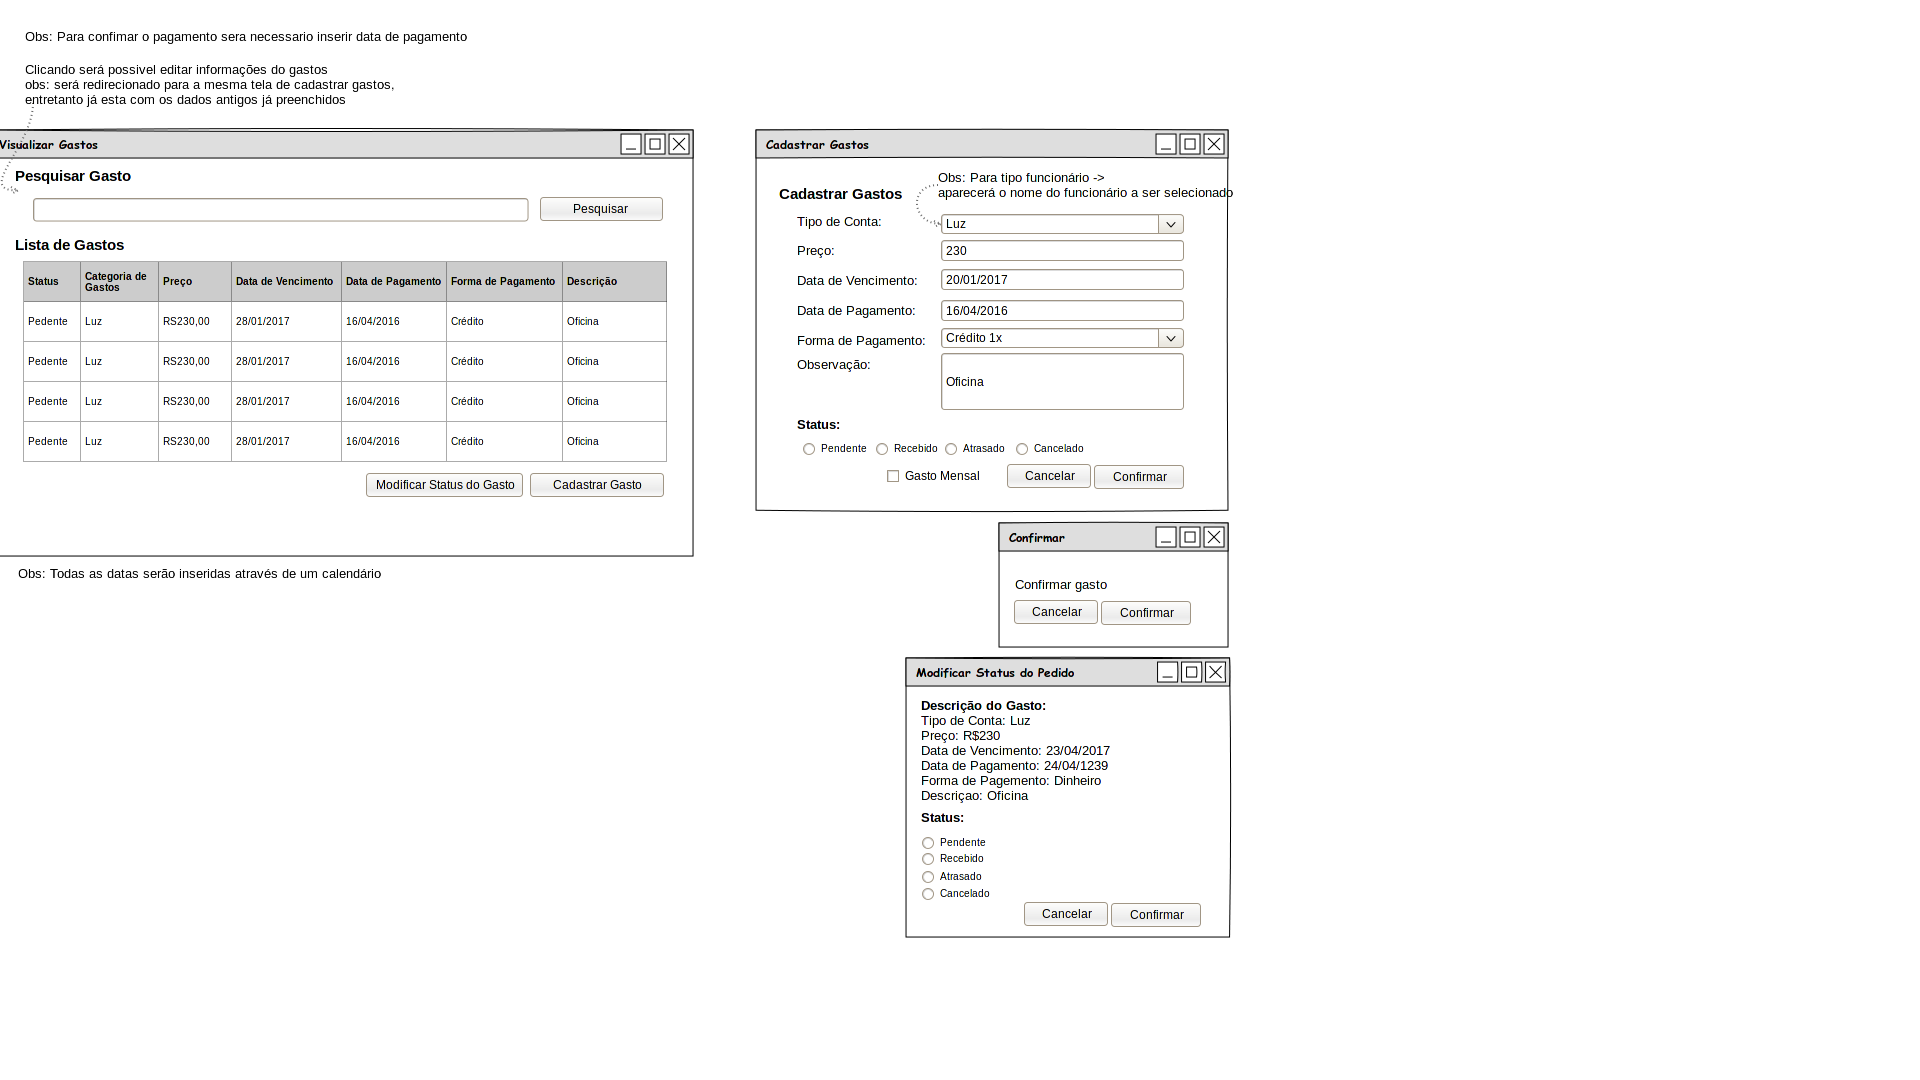 Obs: Para confimar o pagamento sera necessario inserir data de pagamento
Clicando será possivel editar informações do gastos
obs: será redirecionado para a mesma tela de cadastrar gastos,
entretanto já esta com os dados antigos já preenchidos
Visualizar Gastos
Pesquisar Gasto
Pesquisar
Lista de Gastos
Status Categoria de Gastos Preço Data de Vencimento Data de Pagamento Forma de Pagamento Descrição
Pedente Luz RS230,00 28/01/2017 16/04/2016 Crédito Oficina
Pedente Luz RS230,00 28/01/2017 16/04/2016 Crédito Oficina
Pedente Luz RS230,00 28/01/2017 16/04/2016 Crédito Oficina
Pedente Luz RS230,00 28/01/2017 16/04/2016 Crédito Oficina
Modificar Status do Gasto Cadastrar Gasto
Obs: Todas as datas serão inseridas através de um calendário
Cadastrar Gastos
Obs: Para tipo funcionário ->
aparecerá o nome do funcionário a ser selecionado
Cadastrar Gastos
Tipo de Conta: Luz
Preço: 230
Data de Vencimento: 20/01/2017
Data de Pagamento: 16/04/2016
Forma de Pagamento: Crédito 1x
Observação:
Oficina
Status:
Pendente Recebido Atrasado Cancelado
Gasto Mensal Cancelar Confirmar
Confirmar
Confirmar gasto
Cancelar Confirmar
Modificar Status do Pedido
Descrição do Gasto:
Tipo de Conta: Luz
Preço: R$230
Data de Vencimento: 23/04/2017
Data de Pagamento: 24/04/1239
Forma de Pagemento: Dinheiro
Descriçao: Oficina
Status:
Pendente
Recebido
Atrasado
Cancelado
Cancelar Confirmar